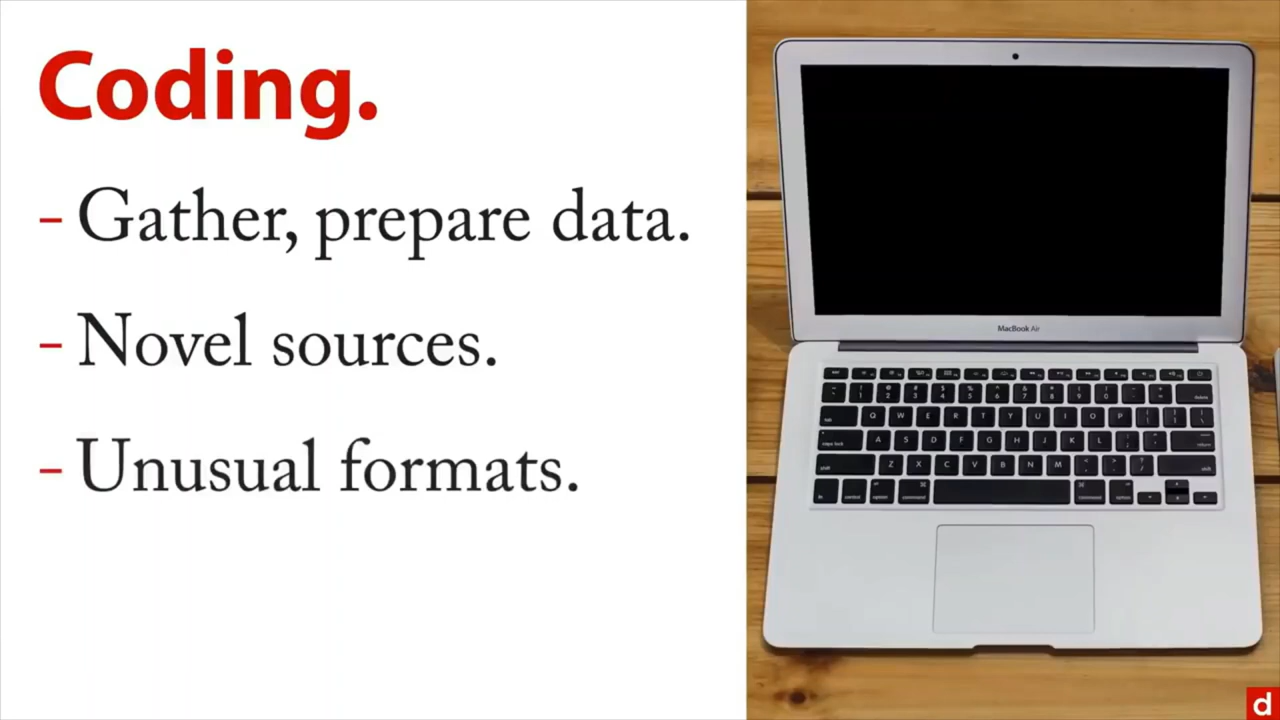 Coding.
- Gather, prepare data.
- Novel sources.
- Unusual formats.
MacBook Air
Q W E R T Y U I O P
A S D F G H J K L
Z X C V B N M
d